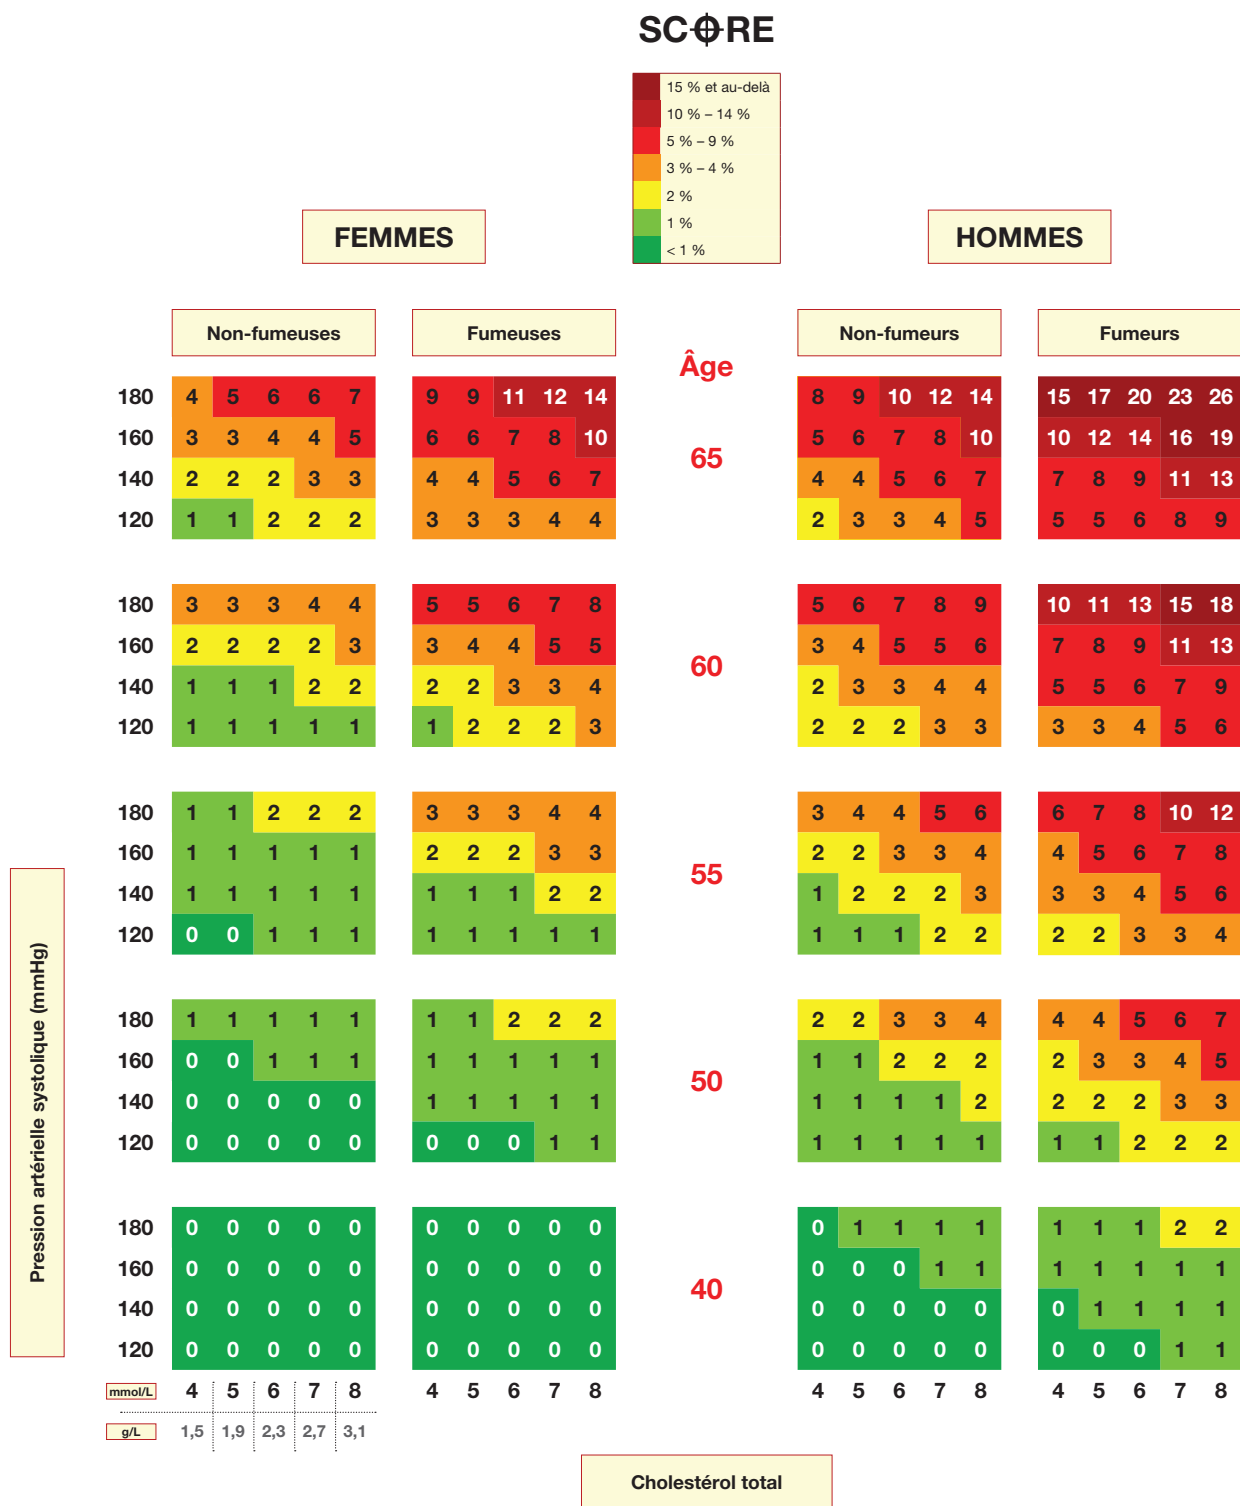 SCORE
15 % et au-delà
10 % – 14 %
5 % – 9 %
3 % – 4 %
2 %
1 %
< 1 %
FEMMES
HOMMES
Non-fumeuses
Fumeuses
Âge
Non-fumeurs
Fumeurs
180 4 5 6 6 7 9 9 11 12 14 8 9 10 12 14 15 17 20 23 26
160 3 3 4 4 5 6 6 7 8 10 5 6 7 8 10 10 12 14 16 19
65
140 2 2 2 3 3 4 4 5 6 7 4 4 5 6 7 7 8 9 11 13
120 1 1 2 2 2 3 3 3 4 4 2 3 3 4 5 5 5 6 8 9
180 3 3 3 4 4 5 5 6 7 8 5 6 7 8 9 10 11 13 15 18
160 2 2 2 2 3 3 4 4 5 5 3 4 5 5 6 7 8 9 11 13
60
140 1 1 1 2 2 2 2 3 3 4 2 3 3 4 4 5 5 6 7 9
120 1 1 1 1 1 1 2 2 2 3 2 2 2 3 3 3 3 4 5 6
180 1 1 2 2 2 3 3 3 4 4 3 4 4 5 6 6 7 8 10 12
160 1 1 1 1 1 2 2 2 3 3 2 2 3 3 4 4 5 6 7 8
55
140 1 1 1 1 1 1 1 1 2 2 1 2 2 2 3 3 3 4 5 6
120 0 0 1 1 1 1 1 1 1 1 1 1 1 2 2 2 2 3 3 4
180 1 1 1 1 1 1 1 2 2 2 2 2 3 3 4 4 4 5 6 7
160 0 0 1 1 1 1 1 1 1 1 1 1 2 2 2 2 3 3 4 5
50
140 0 0 0 0 0 1 1 1 1 1 1 1 1 1 2 2 2 2 3 3
120 0 0 0 0 0 0 0 0 1 1 1 1 1 1 1 1 1 2 2 2
180 0 0 0 0 0 0 0 0 0 0 0 1 1 1 1 1 1 1 2 2
160 0 0 0 0 0 0 0 0 0 0 0 0 0 1 1 1 1 1 1 1
40
140 0 0 0 0 0 0 0 0 0 0 0 0 0 0 0 0 1 1 1 1
120 0 0 0 0 0 0 0 0 0 0 0 0 0 0 0 0 0 0 1 1
Pression artérielle systolique (mmHg)
mmol/L 4 5 6 7 8 4 5 6 7 8 4 5 6 7 8 4 5 6 7 8
g/L 1,5 1,9 2,3 2,7 3,1
Cholestérol total